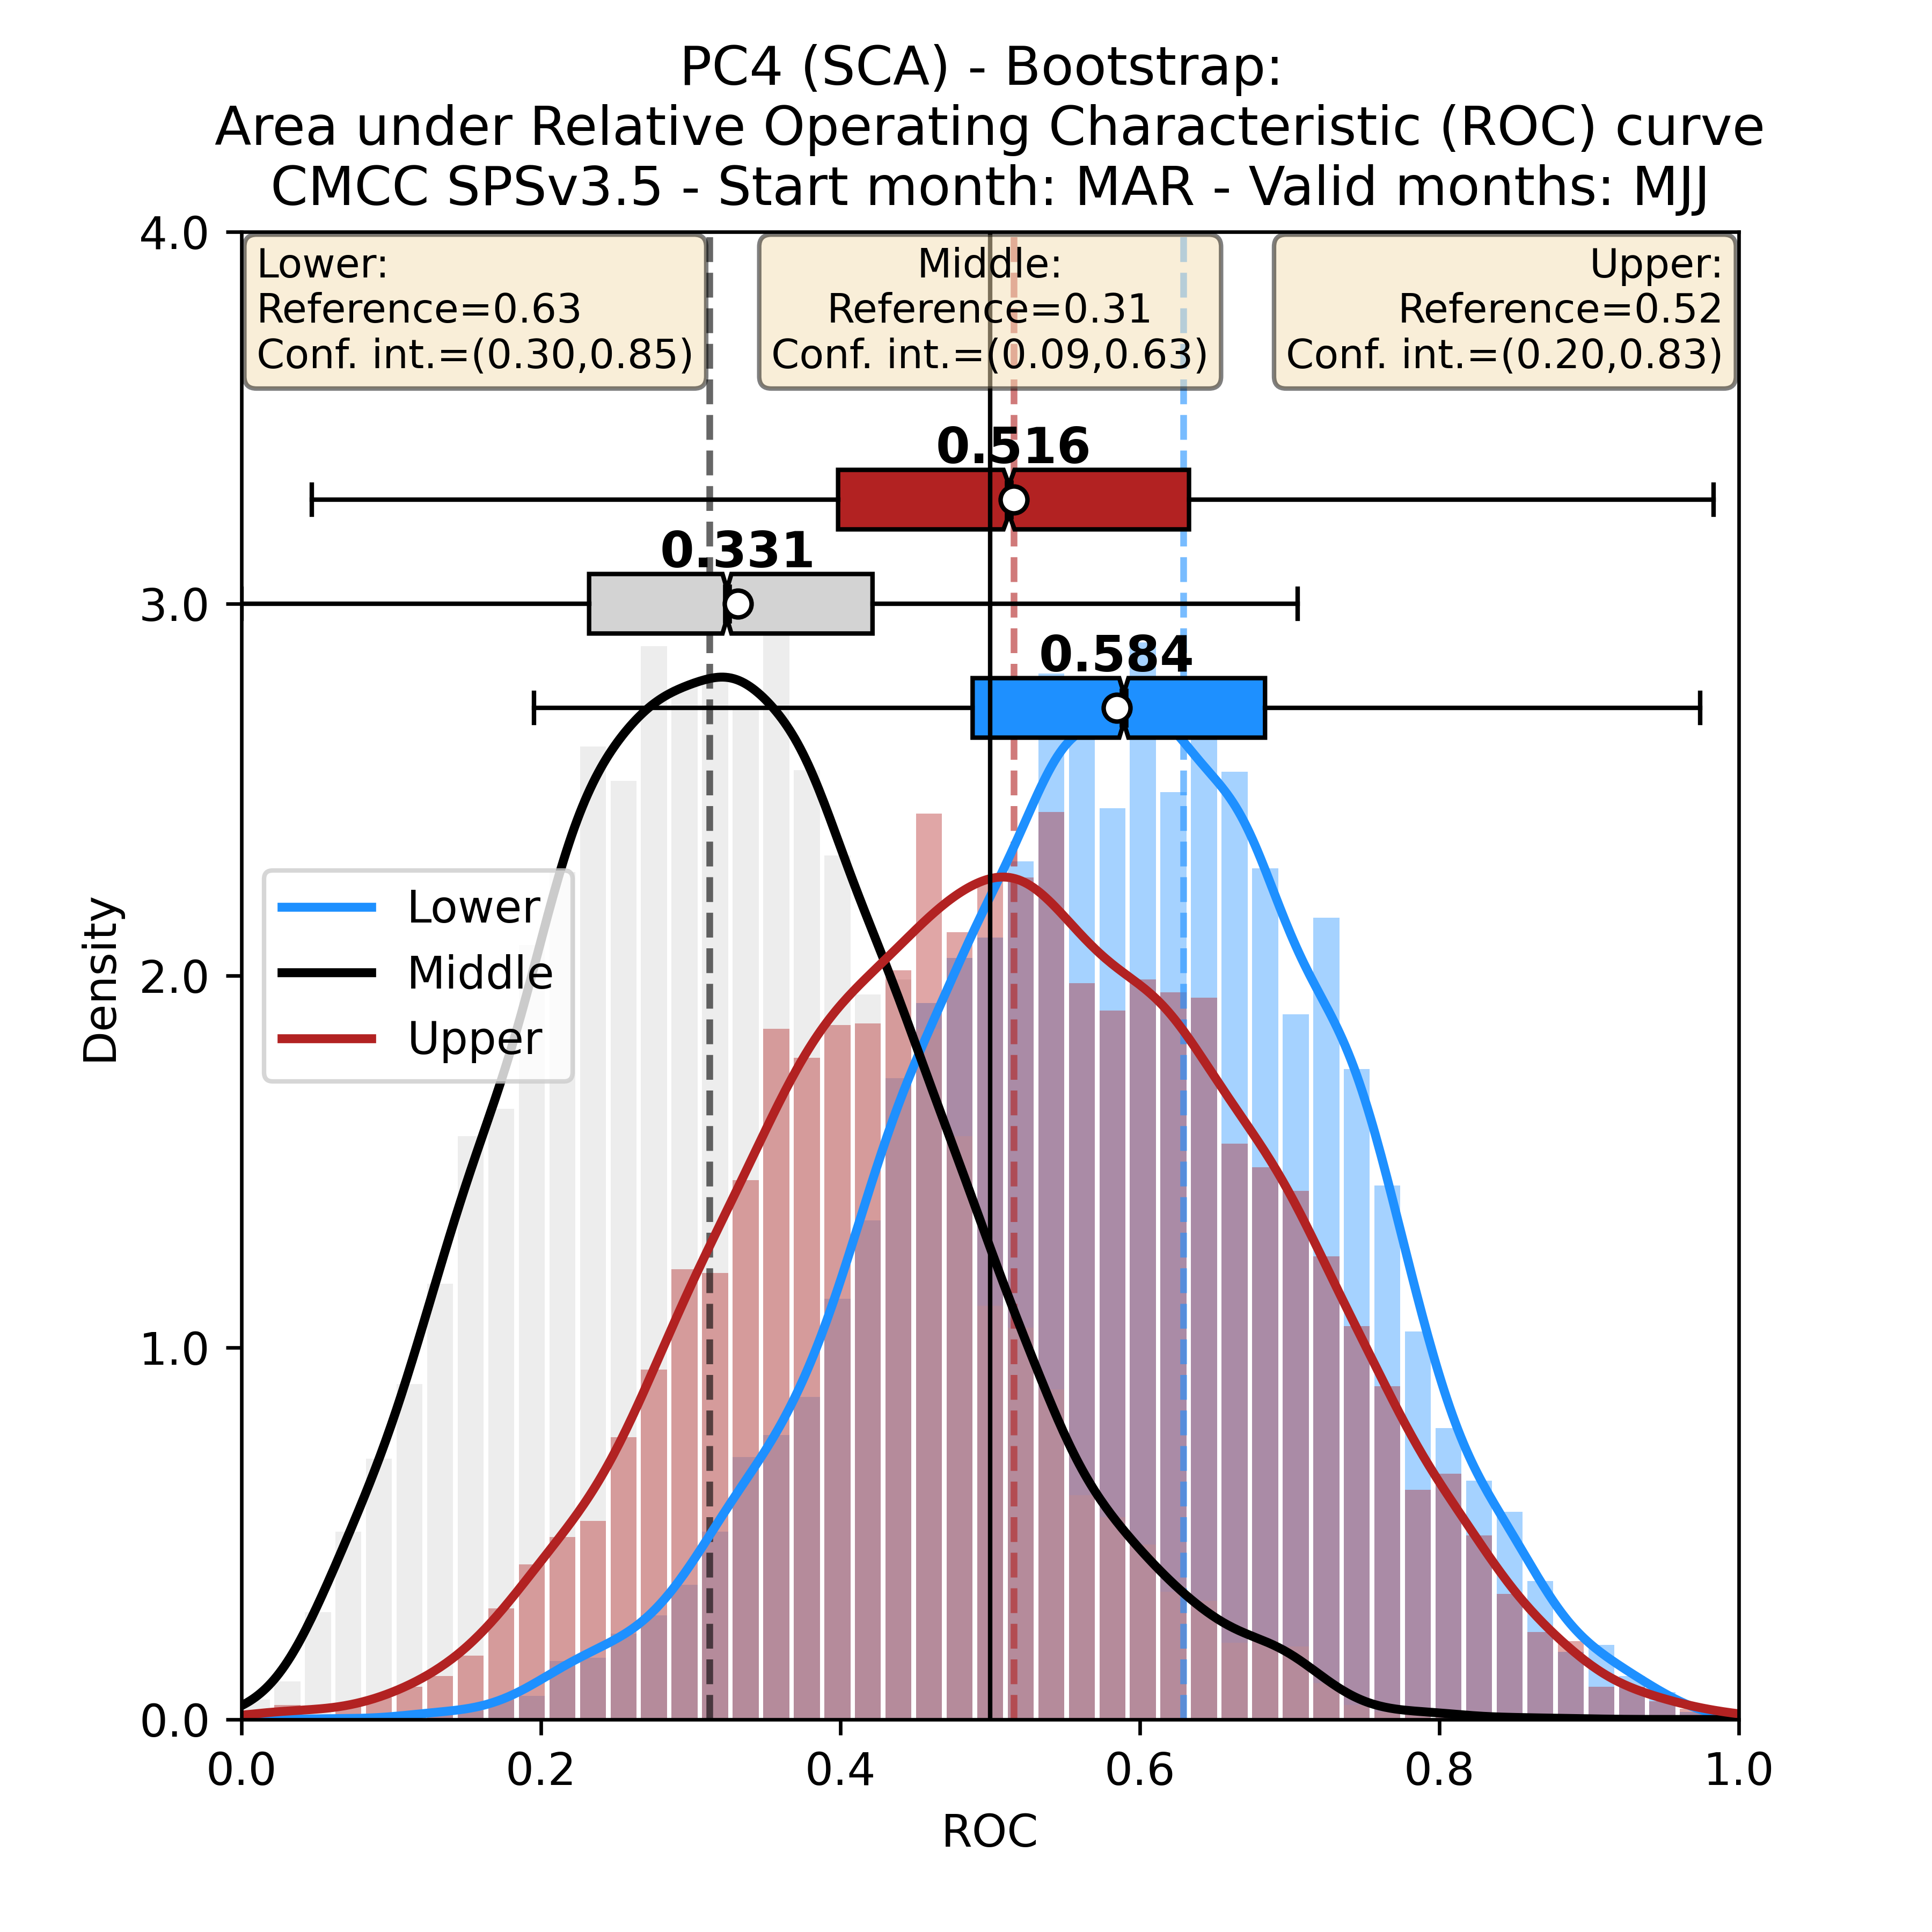 PC4 (SCA) - Bootstrap:
Area under Relative Operating Characteristic (ROC) curve
CMCC SPSv3.5 - Start month: MAR - Valid months: MJJ
4.0
Lower:
Reference=0.63
Conf. int.=(0.30,0.85)
Middle:
Reference=0.31
Conf. int.=(0.09,0.63)
Upper:
Reference=0.52
Conf. int.=(0.20,0.83)
0.516
0.331
3.0
0.584
Lower
Middle
Upper
Density
2.0
1.0
0.0
0.0 0.2 0.4 0.6 0.8 1.0
ROC